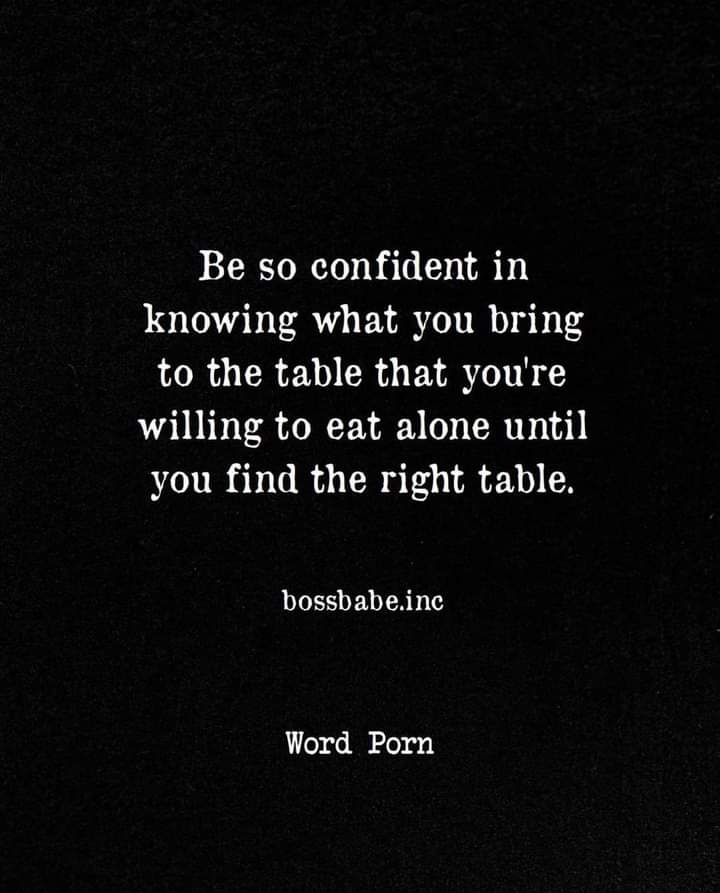 Be so confident in
knowing what you bring
to the table that you're
willing to eat alone until
you find the right table.
bossbabe.inc
Word Porn